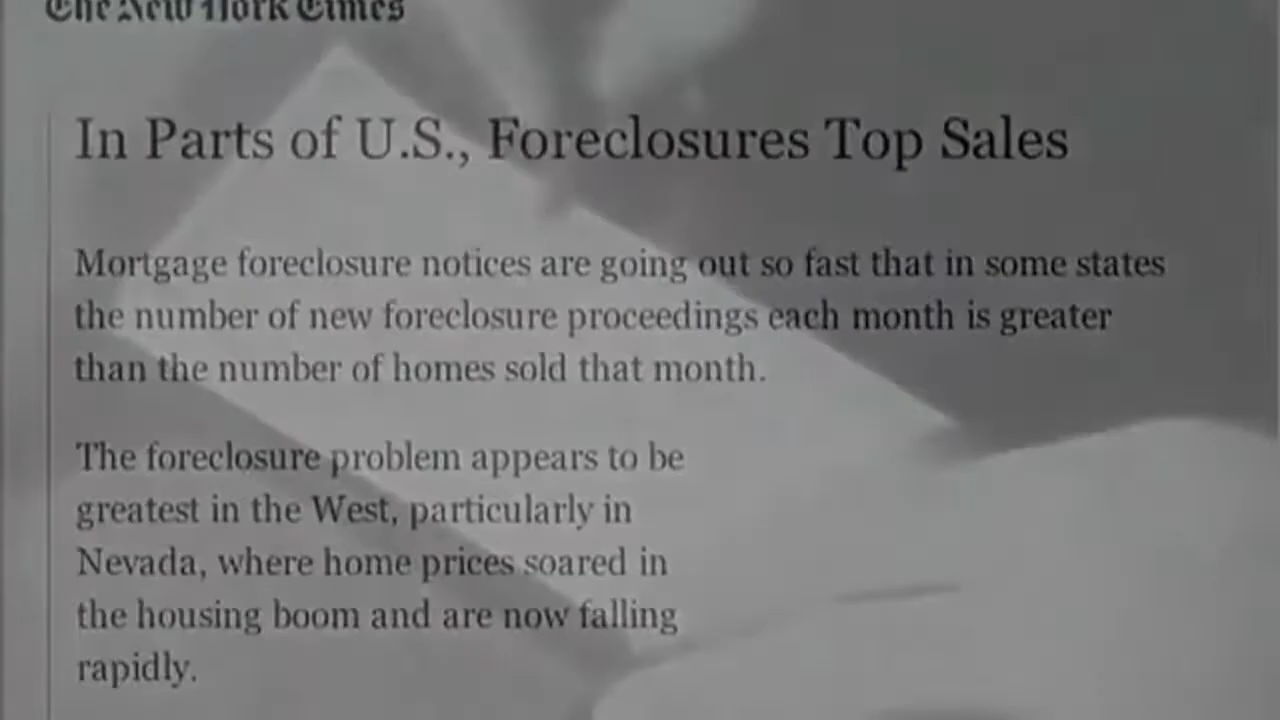 The New York Times
In Parts of U.S., Foreclosures Top Sales
Mortgage foreclosure notices are going out so fast that in some states
the number of new foreclosure proceedings each month is greater
than the number of homes sold that month.
The foreclosure problem appears to be
greatest in the West, particularly in
Nevada, where home prices soared in
the housing boom and are now falling
rapidly.